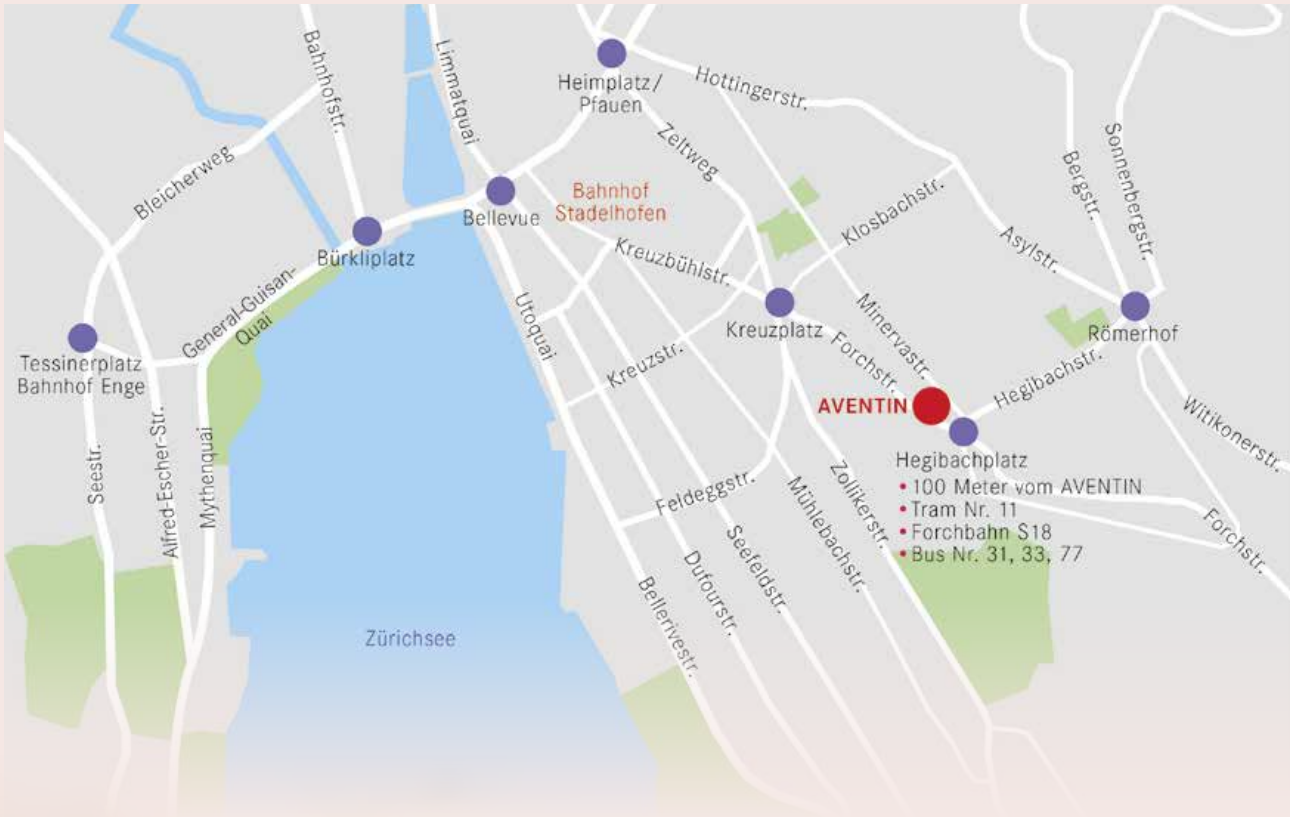 Bahnhofstr.
Limmatquai
Heimplatz/
Pfauen
Hottingerstr.
Zeltweg
Bergstr.
Sonnenbergstr.
Bleicherweg
Bellevue
Bahnhof
Stadelhofen
Klosbachstr.
Asylstr.
Bürkliplatz
Kreuzbühlstr.
General-Guisan-
Quai
Utoquai
Kreuzplatz
Minervastr.
Römerhof
Tessinerplatz
Bahnhof Enge
Kreuzstr.
Forchstr.
Hegibachstr.
AVENTIN
Witikonerstr.
Seestr.
Alfred-Escher-Str.
Mythenquai
Feldeggstr.
Mühlebachstr.
Zollikerstr.
Hegibachplatz
• 100 Meter vom AVENTIN
• Tram Nr. 11
• Forchbahn S18
• Bus Nr. 31, 33, 77
Forchstr.
Seefeldstr.
Dufourstr.
Bellerivestr.
Zürichsee